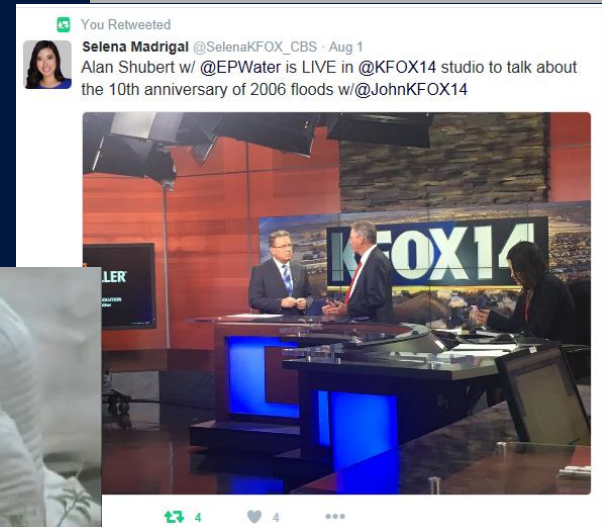 You Retweeted
Selena Madrigal @SelenaKFOX_CBS · Aug 1
Alan Shubert w/ @EPWater is LIVE in @KFOX14 studio to talk about
the 10th anniversary of 2006 floods w/@JohnKFOX14
LLER
KFOX14
4 4